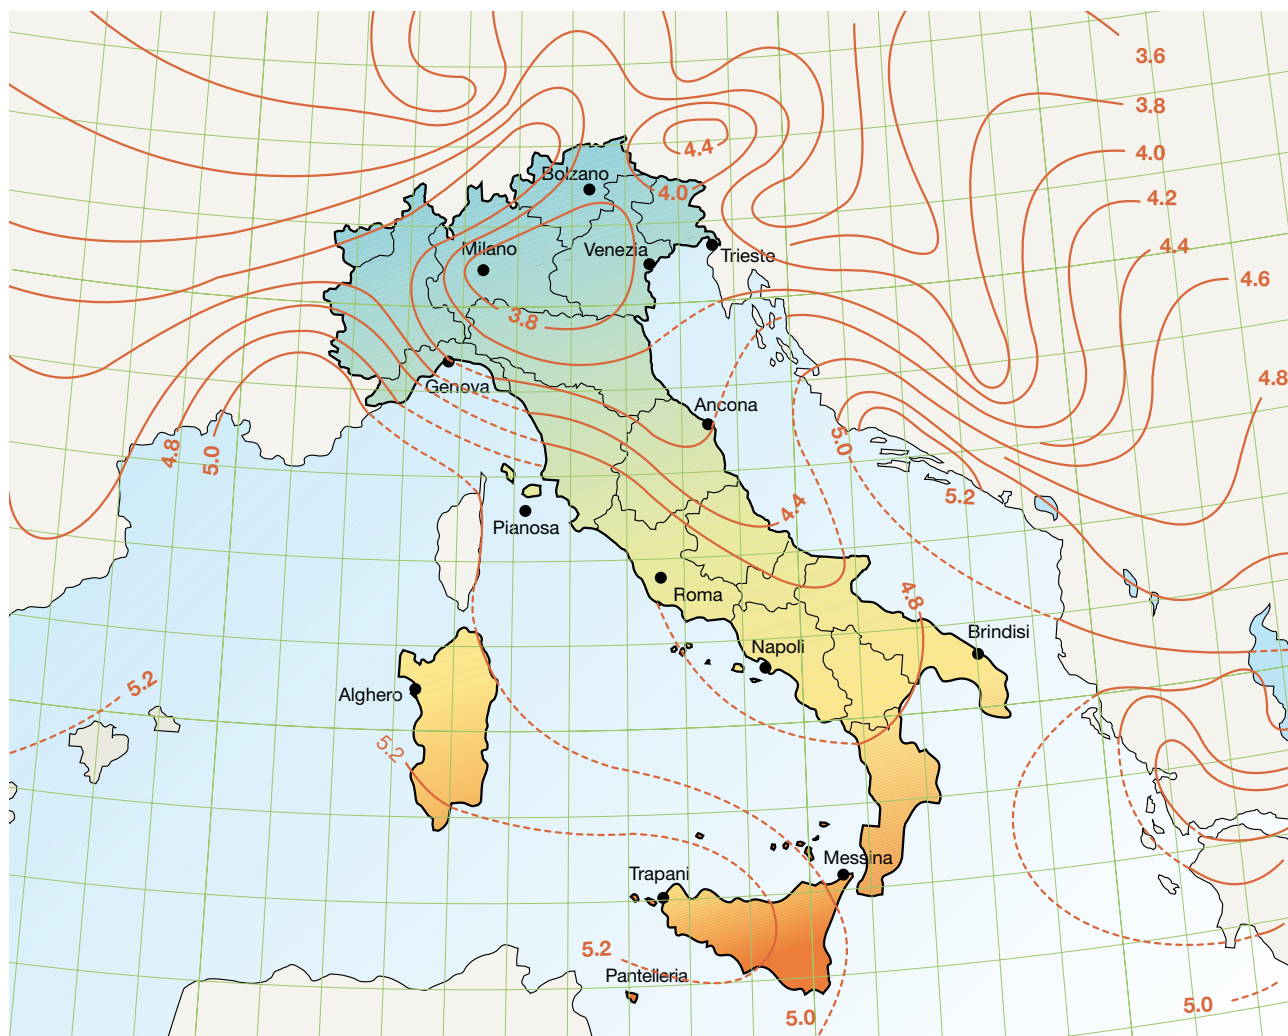 3.6
3.8
4.0
4.2
4.4
4.6
4.8
4.4
4.0
Bolzano
Milano
Venezia
Trieste
3.8
Genova
Ancona
4.8
5.0
5.0
5.2
4.4
Pianosa
Roma
4.8
Napoli
Brindisi
5.2
Alghero
5.2
Messina
Trapani
5.2
Pantelleria
5.0
5.0